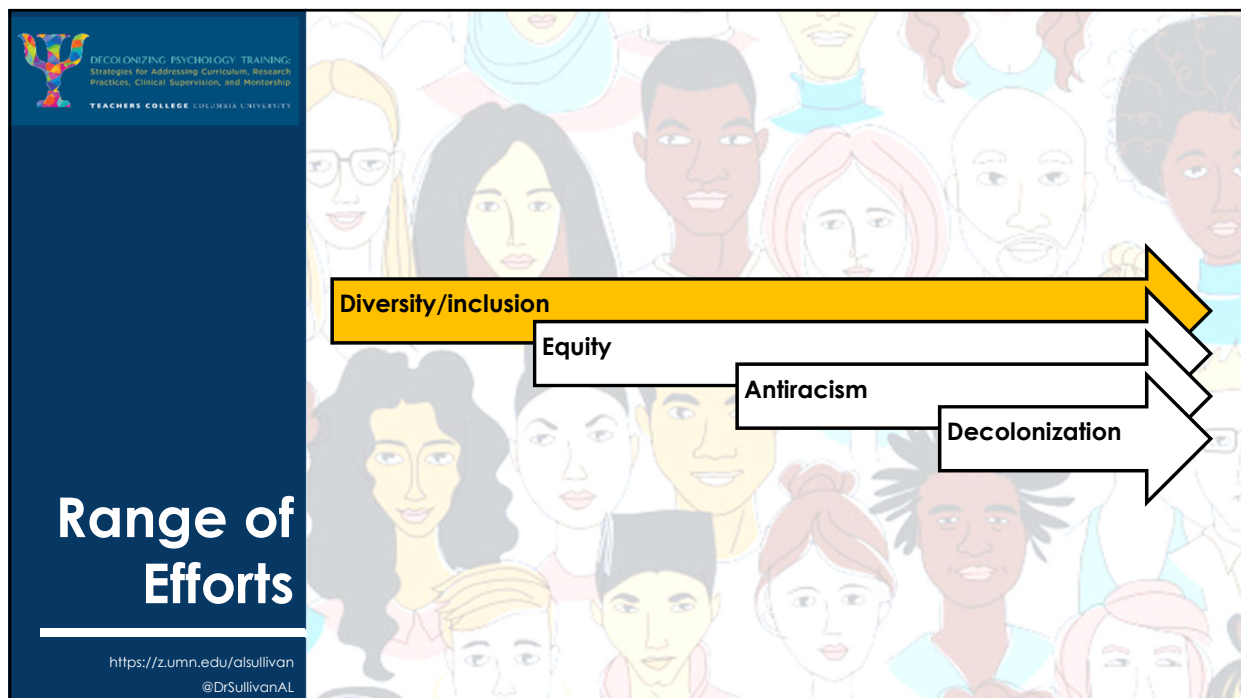 DECOLONIZING PSYCHOLOGY TRAINING:
Strategies for Addressing Curriculum, Research
Practices, Clinical Supervision, and Mentorship
TEACHERS COLLEGE COLUMBIA UNIVERSITY
Diversity/inclusion
Equity
Antiracism
Decolonization
Range of
Efforts
https://z.umn.edu/alsullivan
@DrSullivanAL